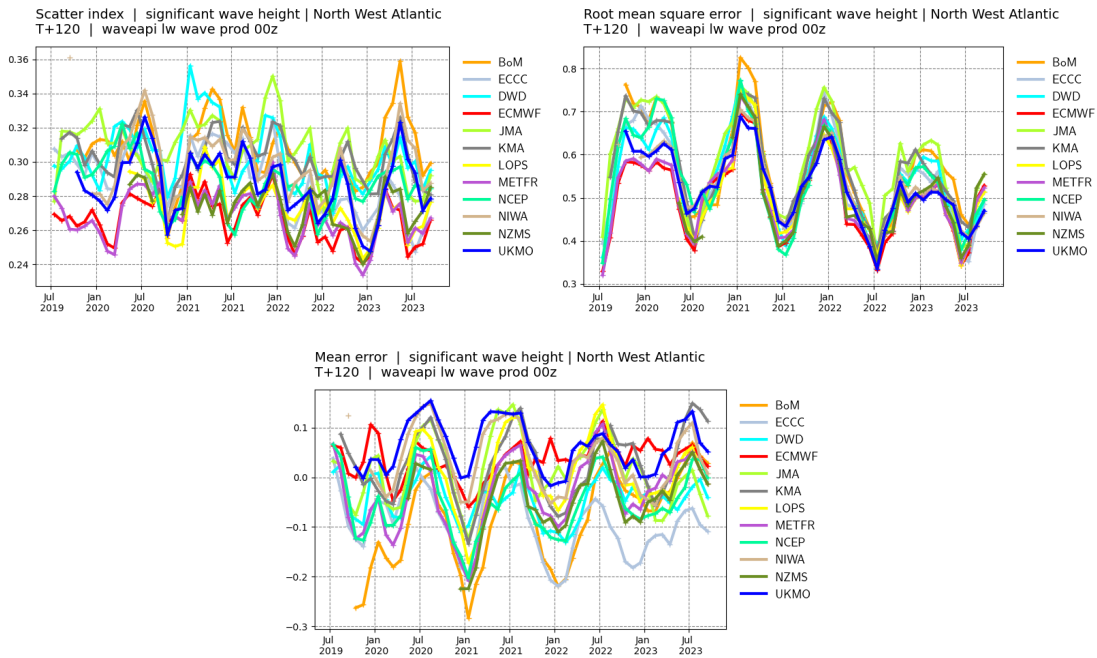 Scatter index | significant wave height | North West Atlantic
T+120 | waveapi lw wave prod 00z
0.36
0.34
0.32
0.30
0.28
0.26
0.24
Jul 2019
Jan 2020
Jul 2020
Jan 2021
Jul 2021
Jan 2022
Jul 2022
Jan 2023
Jul 2023
BoM
ECCC
DWD
ECMWF
JMA
KMA
LOPS
METFR
NCEP
NIWA
NZMS
UKMO
Root mean square error | significant wave height | North West Atlantic
T+120 | waveapi lw wave prod 00z
0.8
0.7
0.6
0.5
0.4
0.3
Jul 2019
Jan 2020
Jul 2020
Jan 2021
Jul 2021
Jan 2022
Jul 2022
Jan 2023
Jul 2023
BoM
ECCC
DWD
ECMWF
JMA
KMA
LOPS
METFR
NCEP
NIWA
NZMS
UKMO
Mean error | significant wave height | North West Atlantic
T+120 | waveapi lw wave prod 00z
0.1
0.0
−0.1
−0.2
−0.3
Jul 2019
Jan 2020
Jul 2020
Jan 2021
Jul 2021
Jan 2022
Jul 2022
Jan 2023
Jul 2023
BoM
ECCC
DWD
ECMWF
JMA
KMA
LOPS
METFR
NCEP
NIWA
NZMS
UKMO